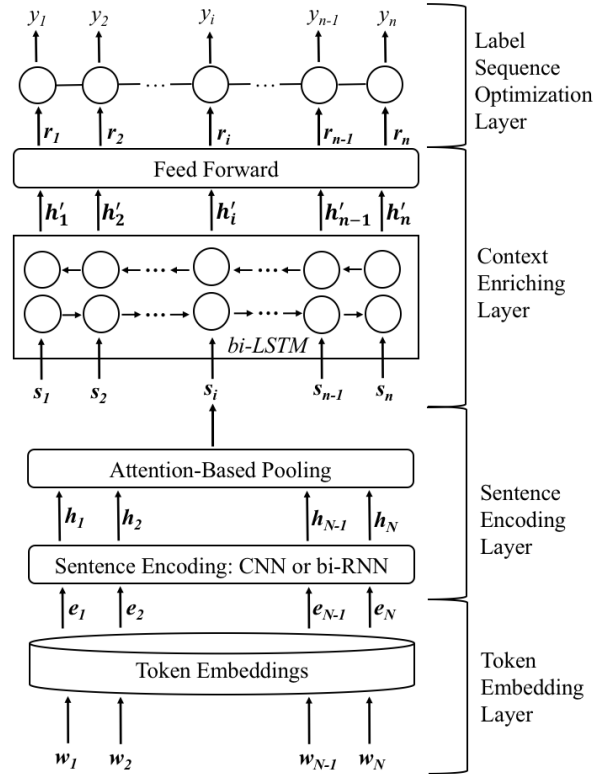 y1 y2 yi yn-1 yn
Label
Sequence
Optimization
Layer
... ...
r1 r2 ri rn-1 rn
Feed Forward
h′1 h′2 h′i h′n−1 h′n
Context
Enriching
Layer
... ...
... ...
bi-LSTM
s1 s2 si sn-1 sn
Attention-Based Pooling
Sentence
Encoding
Layer
h1 h2 hN-1 hN
Sentence Encoding: CNN or bi-RNN
e1 e2 eN-1 eN
Token Embeddings
Token
Embedding
Layer
w1 w2 wN-1 wN